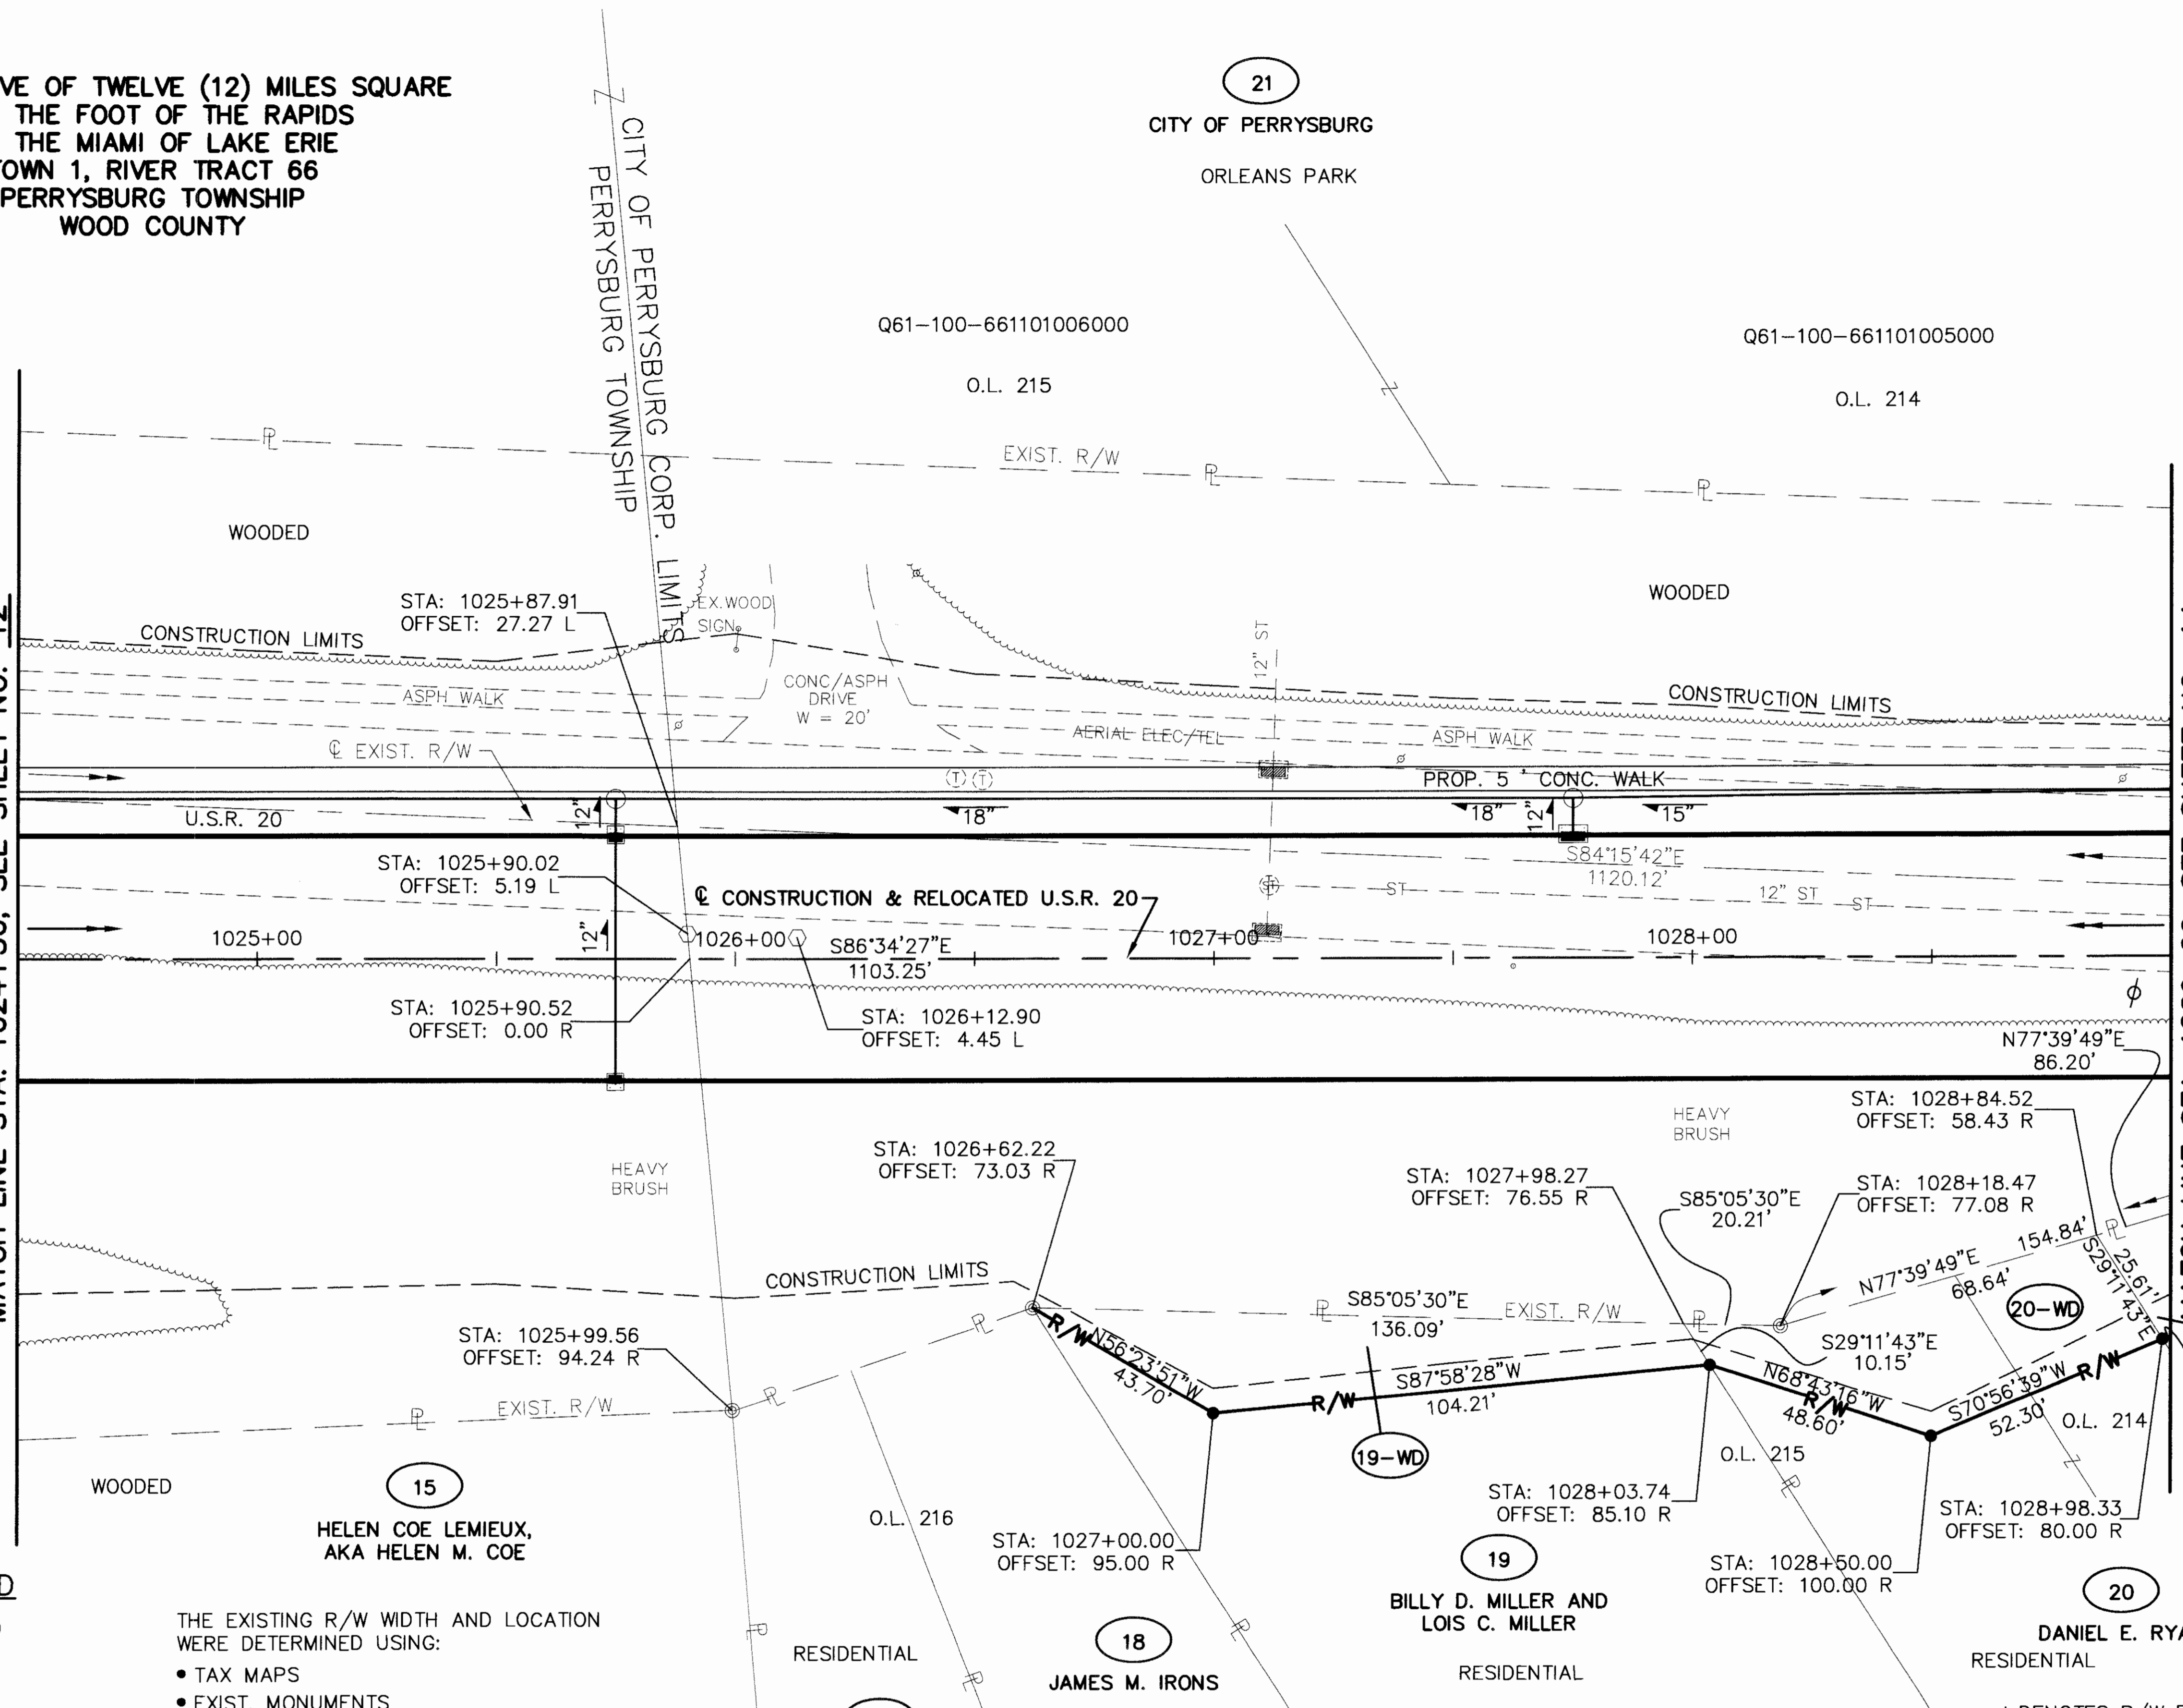 VE OF TWELVE (12) MILES SQUARE
THE FOOT OF THE RAPIDS
THE MIAMI OF LAKE ERIE
OWN 1, RIVER TRACT 66
PERRYSBURG TOWNSHIP
WOOD COUNTY
CITY OF PERRYSBURG CORP. LIMITS
PERRYSBURG TOWNSHIP
21
CITY OF PERRYSBURG
ORLEANS PARK
Q61-100-661101006000
O.L. 215
Q61-100-661101005000
O.L. 214
EXIST. R/W
WOODED
WOODED
STA: 1025+87.91
OFFSET: 27.27 L
EX.WOOD
SIGN
CONSTRUCTION LIMITS
12" ST
CONC/ASPH
DRIVE
W = 20'
CONSTRUCTION LIMITS
ASPH WALK
AERIAL ELEC/TEL
ASPH WALK
℄ EXIST. R/W
(T) (T)
PROP. 5 ' CONC. WALK
U.S.R. 20
12"
18"
18"
12"
15"
STA: 1025+90.02
OFFSET: 5.19 L
S84°15'42"E
1120.12'
℄ CONSTRUCTION & RELOCATED U.S.R. 20
ST
12" ST
ST
1025+00
12"
1026+00
S86°34'27"E
1103.25'
1027+00
1028+00
STA: 1025+90.52
OFFSET: 0.00 R
STA: 1026+12.90
OFFSET: 4.45 L
N77°39'49"E
86.20'
STA: 1028+84.52
OFFSET: 58.43 R
HEAVY
BRUSH
HEAVY
BRUSH
STA: 1026+62.22
OFFSET: 73.03 R
STA: 1027+98.27
OFFSET: 76.55 R
S85°05'30"E
20.21'
STA: 1028+18.47
OFFSET: 77.08 R
CONSTRUCTION LIMITS
N77°39'49"E
154.84'
68.64'
S29°11'43"E
25.61'
20-WD
S85°05'30"E
136.09'
EXIST. R/W
S29°11'43"E
10.15'
STA: 1025+99.56
OFFSET: 94.24 R
R/W
N56°23'51"W
43.70'
R/W
S87°58'28"W
104.21'
N68°43'16"W
R/W
48.60'
S70°56'39"W
R/W
52.30'
O.L. 214
EXIST. R/W
19-WD
O.L. 215
WOODED
15
HELEN COE LEMIEUX,
AKA HELEN M. COE
O.L. 216
STA: 1027+00.00
OFFSET: 95.00 R
STA: 1028+03.74
OFFSET: 85.10 R
STA: 1028+98.33
OFFSET: 80.00 R
STA: 1028+50.00
OFFSET: 100.00 R
19
BILLY D. MILLER AND
LOIS C. MILLER
RESIDENTIAL
20
DANIEL E. RYA
RESIDENTIAL
THE EXISTING R/W WIDTH AND LOCATION
WERE DETERMINED USING:
• TAX MAPS
• EXIST. MONUMENTS
RESIDENTIAL
18
JAMES M. IRONS